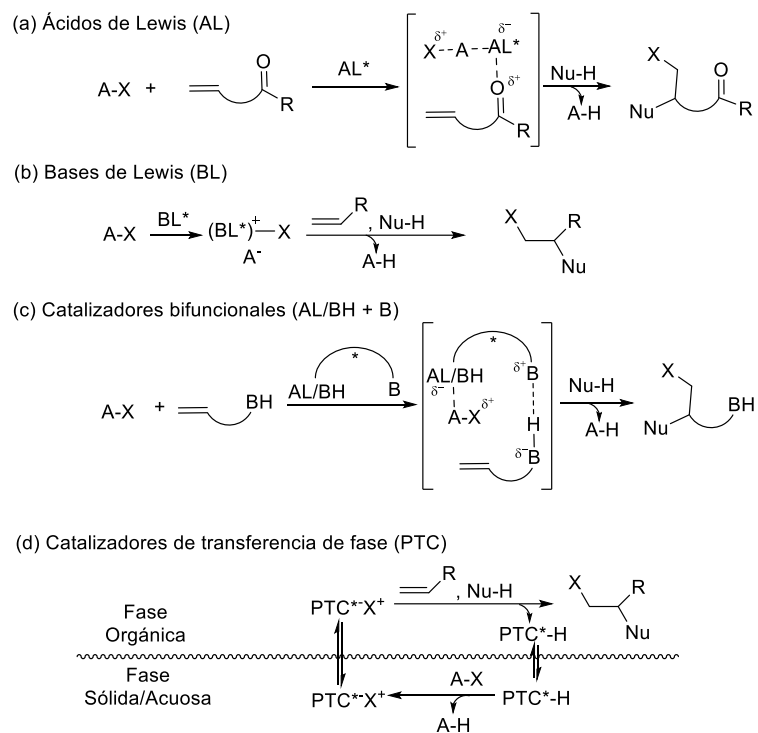 (a) Ácidos de Lewis (AL)
A-X + O R AL* X δ+ A AL* δ− O δ+ R Nu-H A-H X Nu O R
(b) Bases de Lewis (BL)
A-X BL* (BL*)+ X A- R , Nu-H A-H X R Nu
(c) Catalizadores bifuncionales (AL/BH + B)
A-X + BH AL/BH * B AL/BH δ− * δ+ B A-X δ+ H δ− B Nu-H A-H X Nu BH
(d) Catalizadores de transferencia de fase (PTC)
Fase
Orgánica
PTC*-X+ R , Nu-H PTC*-H X R Nu
Fase
Sólida/Acuosa
PTC*-X+ A-X A-H PTC*-H